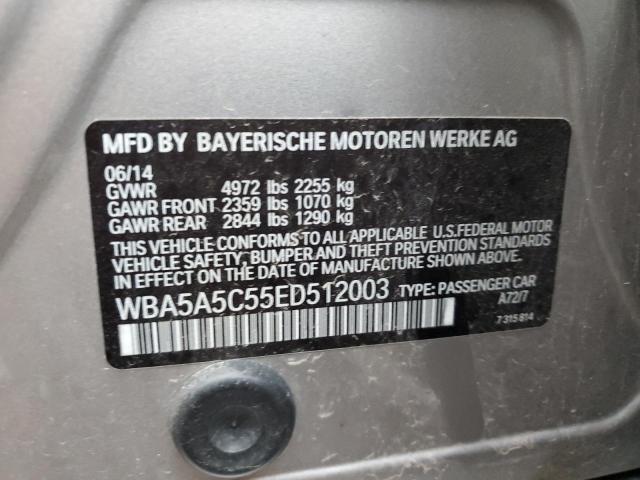 MFD BY BAYERISCHE MOTOREN WERKE AG
06/14
GVWR 4972 lbs 2255 kg
GAWR FRONT 2359 lbs 1070 kg
GAWR REAR 2844 lbs 1290 kg
THIS VEHICLE CONFORMS TO ALL APPLICABLE U.S.FEDERAL MOTOR
VEHICLE SAFETY, BUMPER AND THEFT PREVENTION STANDARDS
IN EFFECT ON THE DATE OF MANUFACTURE SHOWN ABOVE.
WBA5A5C55ED512003 TYPE: PASSENGER CAR
A72/7
7 315 814